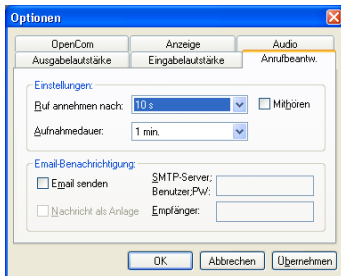 Optionen
OpenCom Anzeige Audio
Ausgabelautstärke Eingabelautstärke Anrufbeantw.
Einstellungen:
Ruf annehmen nach: 10 s Mithören
Aufnahmedauer: 1 min.
Email-Benachrichtigung:
Email senden SMTP-Server;
Benutzer;PW:
Nachricht als Anlage Empfänger:
OK Abbrechen Übernehmen